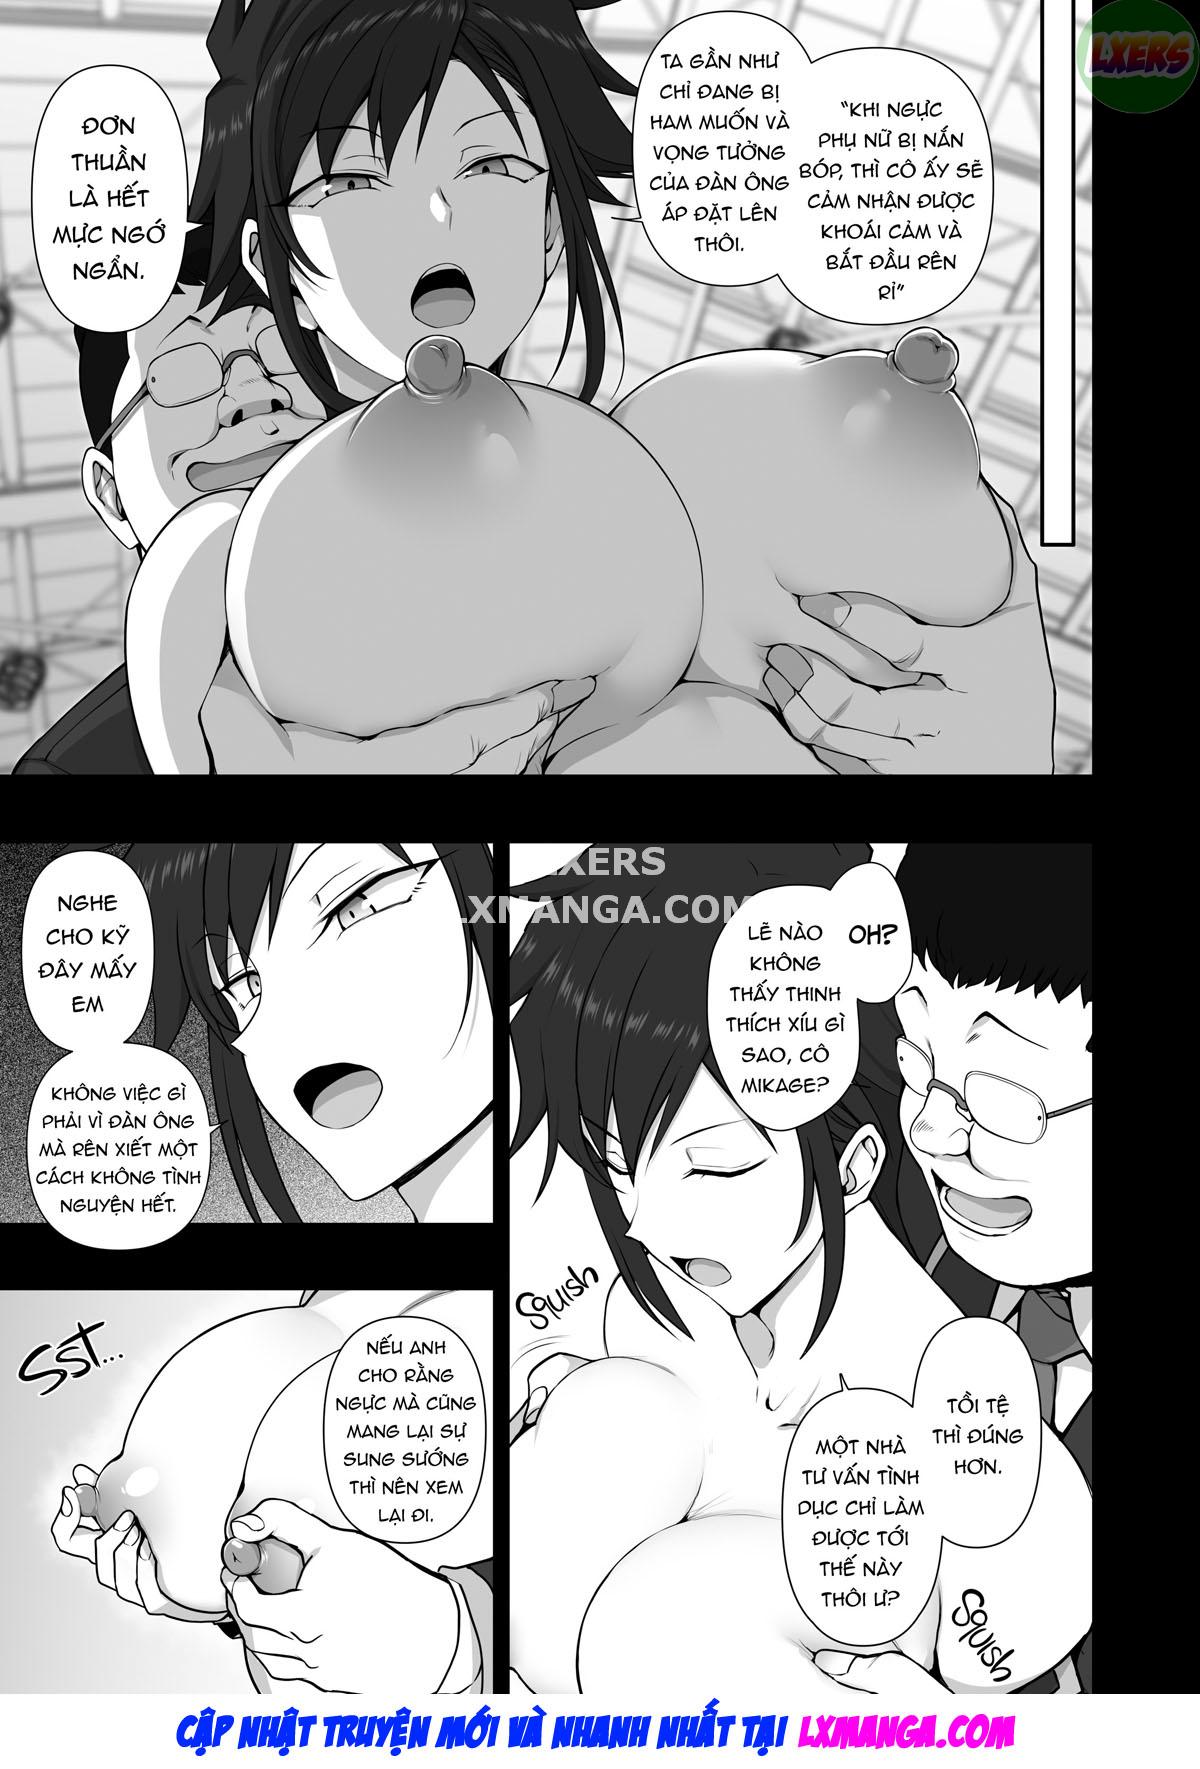 LXERS
"KHI NGỰC
PHỤ NỮ BỊ NẮN
BÓP, THÌ CÔ ẤY SẼ
CẢM NHẬN ĐƯỢC
KHOÁI CẢM VÀ
BẮT ĐẦU RÊN
RỈ"
TA GẦN NHƯ
CHỈ ĐANG BỊ
HAM MUỐN VÀ
VỌNG TƯỞNG
CỦA ĐÀN ÔNG
ÁP ĐẶT LÊN
THÔI.
ĐƠN
THUẦN
LÀ HẾT
MỰC NGỚ
NGẨN.
LXERS
LXMANGA.COM
OH?
LẼ NÀO
KHÔNG
THẤY THINH
THÍCH XÍU GÌ
SAO, CÔ
MIKAGE?
SQUISH
TỒI TỆ
THÌ ĐÚNG
HƠN.
MỘT NHÀ
TƯ VẤN TÌNH
DỤC CHỈ LÀM
ĐƯỢC TỚI
THẾ NÀY
THÔI Ư?
SQUISH
NGHE
CHO KỸ
ĐÂY MẤY
EM
KHÔNG VIỆC GÌ
PHẢI VÌ ĐÀN ÔNG
MÀ RÊN XIẾT MỘT
CÁCH KHÔNG TÌNH
NGUYỆN HẾT.
SST...
NẾU ANH
CHO RẰNG
NGỰC MÀ CŨNG
MANG LẠI SỰ
SUNG SƯỚNG
THÌ NÊN XEM
LẠI ĐI.
CẬP NHẬT TRUYỆN MỚI VÀ NHANH NHẤT TẠI LXMANGA.COM